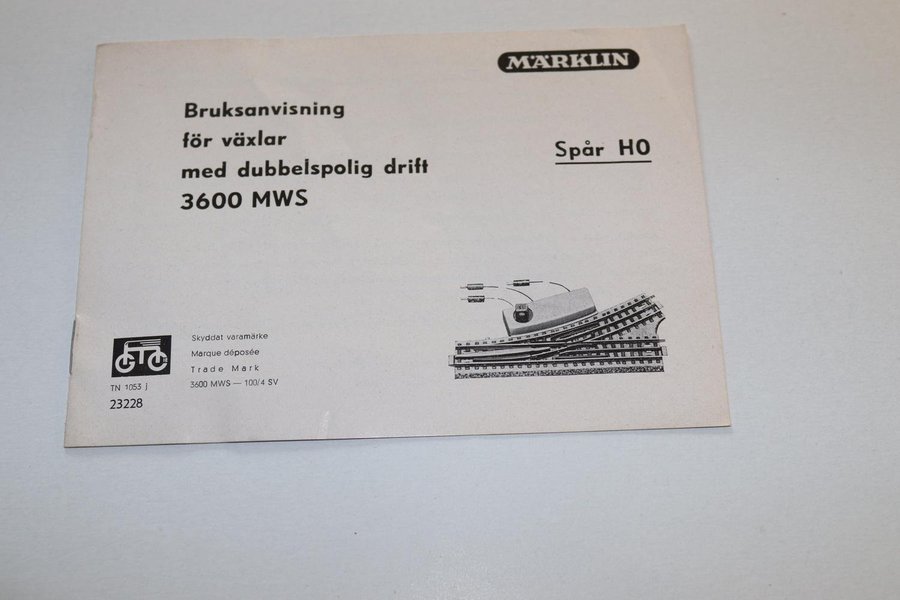 MÄRKLIN
Bruksanvisning
för växlar
med dubbelspolig drift
3600 MWS
Spår H0
Skyddat varamärke
Marque déposée
Trade Mark
3600 MWS — 100/4 SV
TN 1053 j
23228